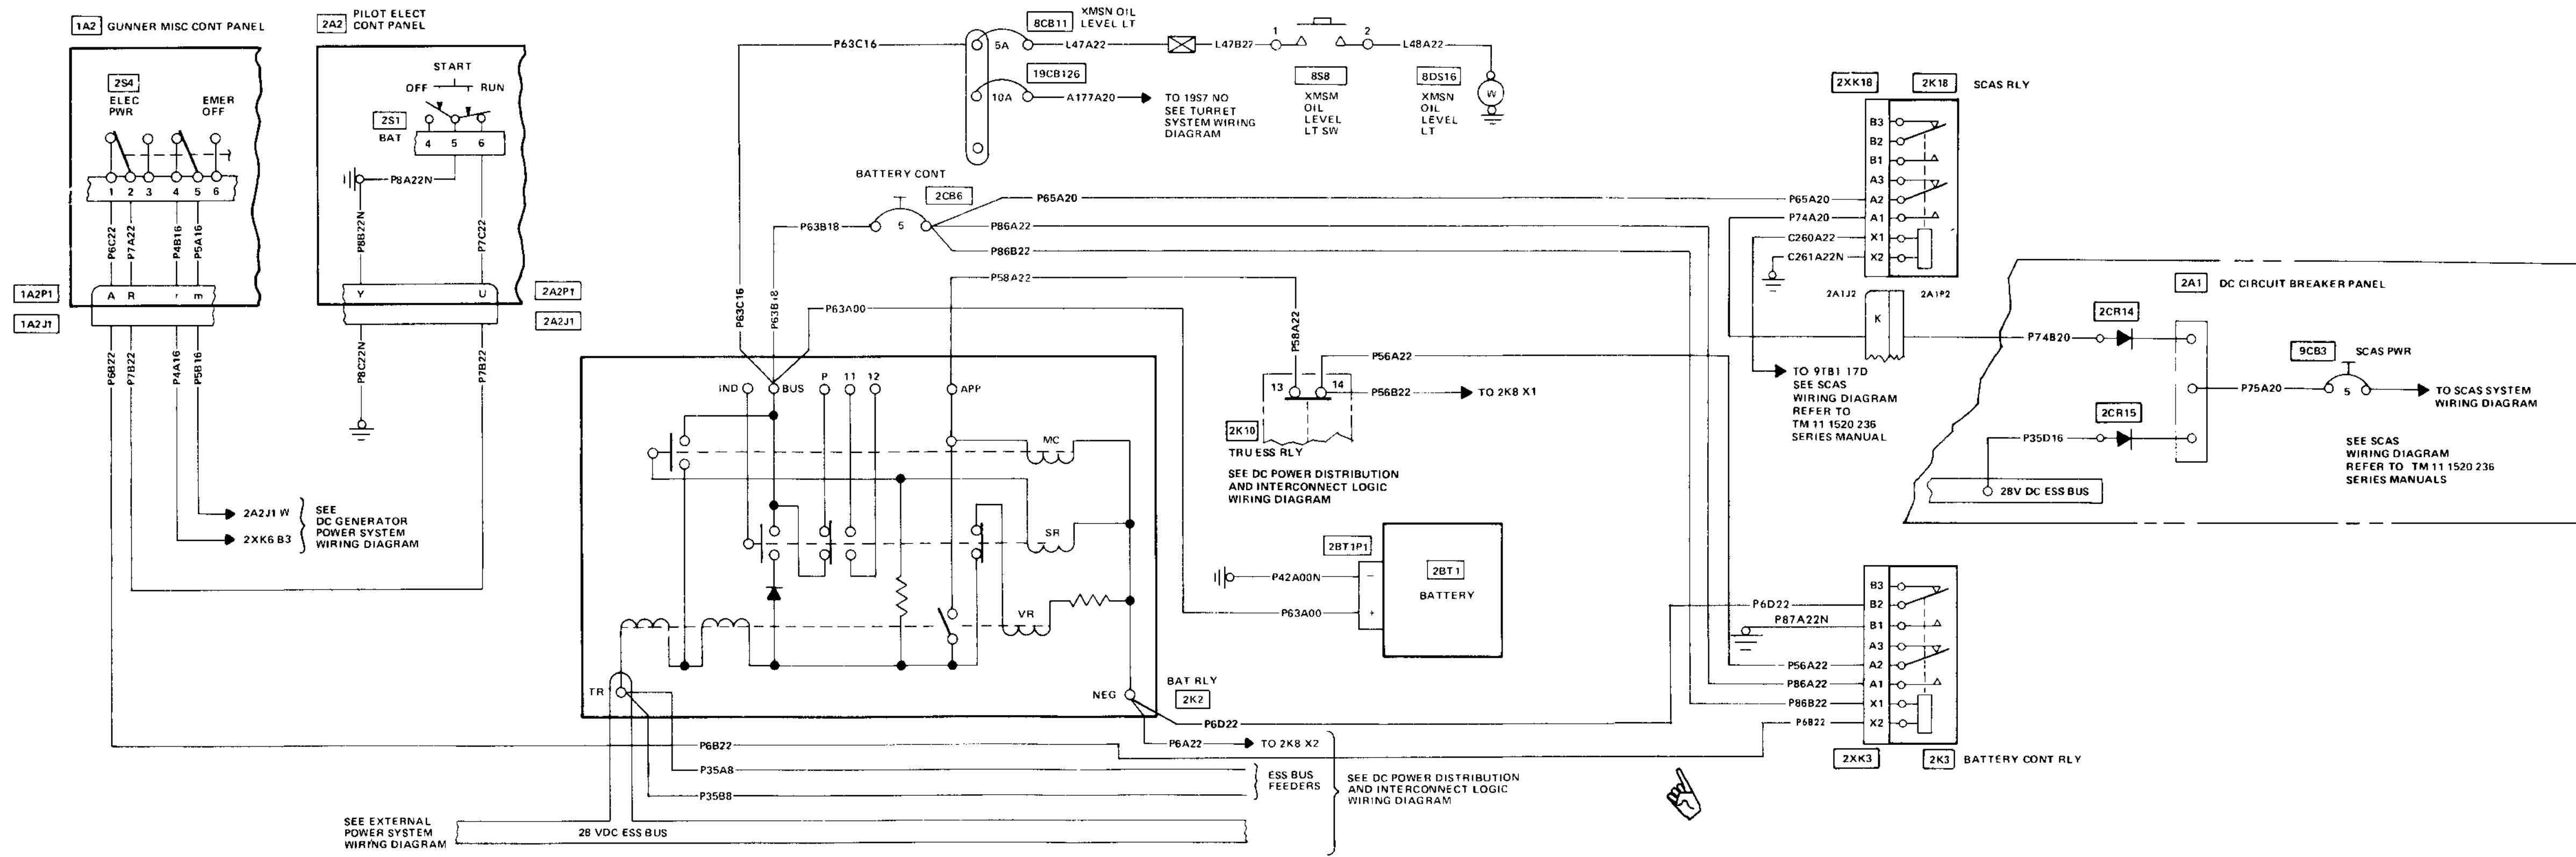 1A2 GUNNER MISC CONT PANEL
2S4
ELEC
PWR
EMER
OFF
1 2 3 4 5 6
P6C22
P7A22
P4B16
P5A16
1A2P1
A R r m
1A2J1
P6B22
P7B22
P4A16
P5B16
2A2J1 W
2XK6 B3
SEE
DC GENERATOR
POWER SYSTEM
WIRING DIAGRAM
2A2 PILOT ELECT
CONT PANEL
START
OFF RUN
2S1
BAT
4 5 6
P8A22N
P8B22N
P7C22
Y U
2A2P1
2A2J1
P8C22N
P7B22
P63C16
8CB11
XMSN OIL
LEVEL LT
5A
L47A22
L47B22
1
2
L48A22
8S8
XMSM
OIL
LEVEL
LT SW
8DS16
XMSN
OIL
LEVEL
LT
W
19CB126
10A
A177A20
TO 19S7 NO
SEE TURRET
SYSTEM WIRING
DIAGRAM
BATTERY CONT
2CB6
P63B18
5
P65A20
P86A22
P86B22
P58A22
P63C16
P63B18
P63A00
IND
BUS
P
11
12
APP
MC
SR
VR
TR
NEG
BAT RLY
2K2
P58A22
P56A22
13
14
P56B22
TO 2K8 X1
2K10
TRU ESS RLY
SEE DC POWER DISTRIBUTION
AND INTERCONNECT LOGIC
WIRING DIAGRAM
2BT1P1
P42A00N
−
P63A00
+
2BT1
BATTERY
P6D22
P6A22
TO 2K8 X2
P6B22
P35A8
P35B8
ESS BUS
FEEDERS
SEE DC POWER DISTRIBUTION
AND INTERCONNECT LOGIC
WIRING DIAGRAM
SEE EXTERNAL
POWER SYSTEM
WIRING DIAGRAM
28 VDC ESS BUS
2XK18
2K18
SCAS RLY
B3
B2
B1
A3
P65A20
A2
P74A20
A1
C260A22
X1
C261A22N
X2
2A1J2
2A1P2
K
TO 9TB1 17D
SEE SCAS
WIRING DIAGRAM
REFER TO
TM 11 1520 236
SERIES MANUAL
2A1
DC CIRCUIT BREAKER PANEL
2CR14
P74B20
2CR15
P35D16
28V DC ESS BUS
P75A20
9CB3
SCAS PWR
5
TO SCAS SYSTEM
WIRING DIAGRAM
SEE SCAS
WIRING DIAGRAM
REFER TO TM 11 1520 236
SERIES MANUALS
B3
P6D22
B2
P87A22N
B1
A3
P56A22
A2
P86A22
A1
P86B22
X1
P6B22
X2
2XK3
2K3
BATTERY CONT RLY